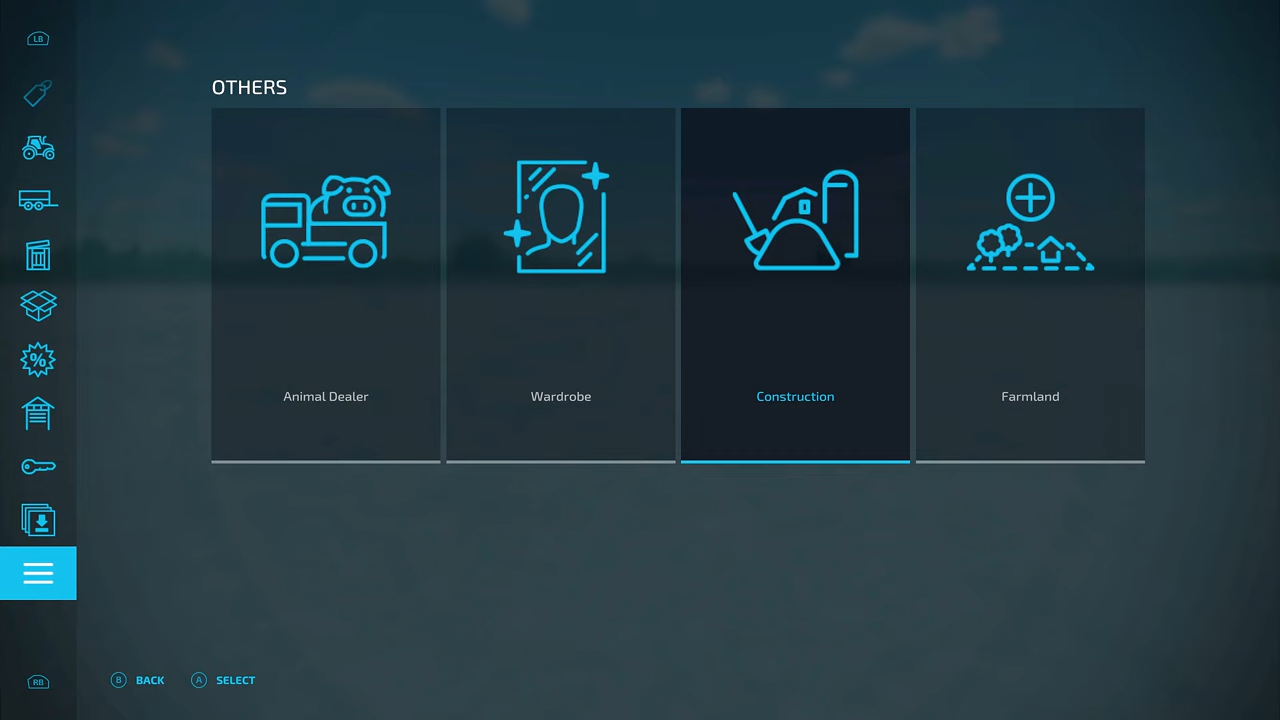 LB
OTHERS
Animal Dealer
Wardrobe
Construction
Farmland
%
RB
B BACK
A SELECT